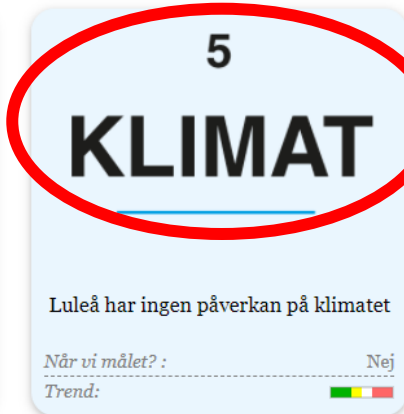 5
KLIMAT
Luleå har ingen påverkan på klimatet
Når vi målet? : Nej
Trend: